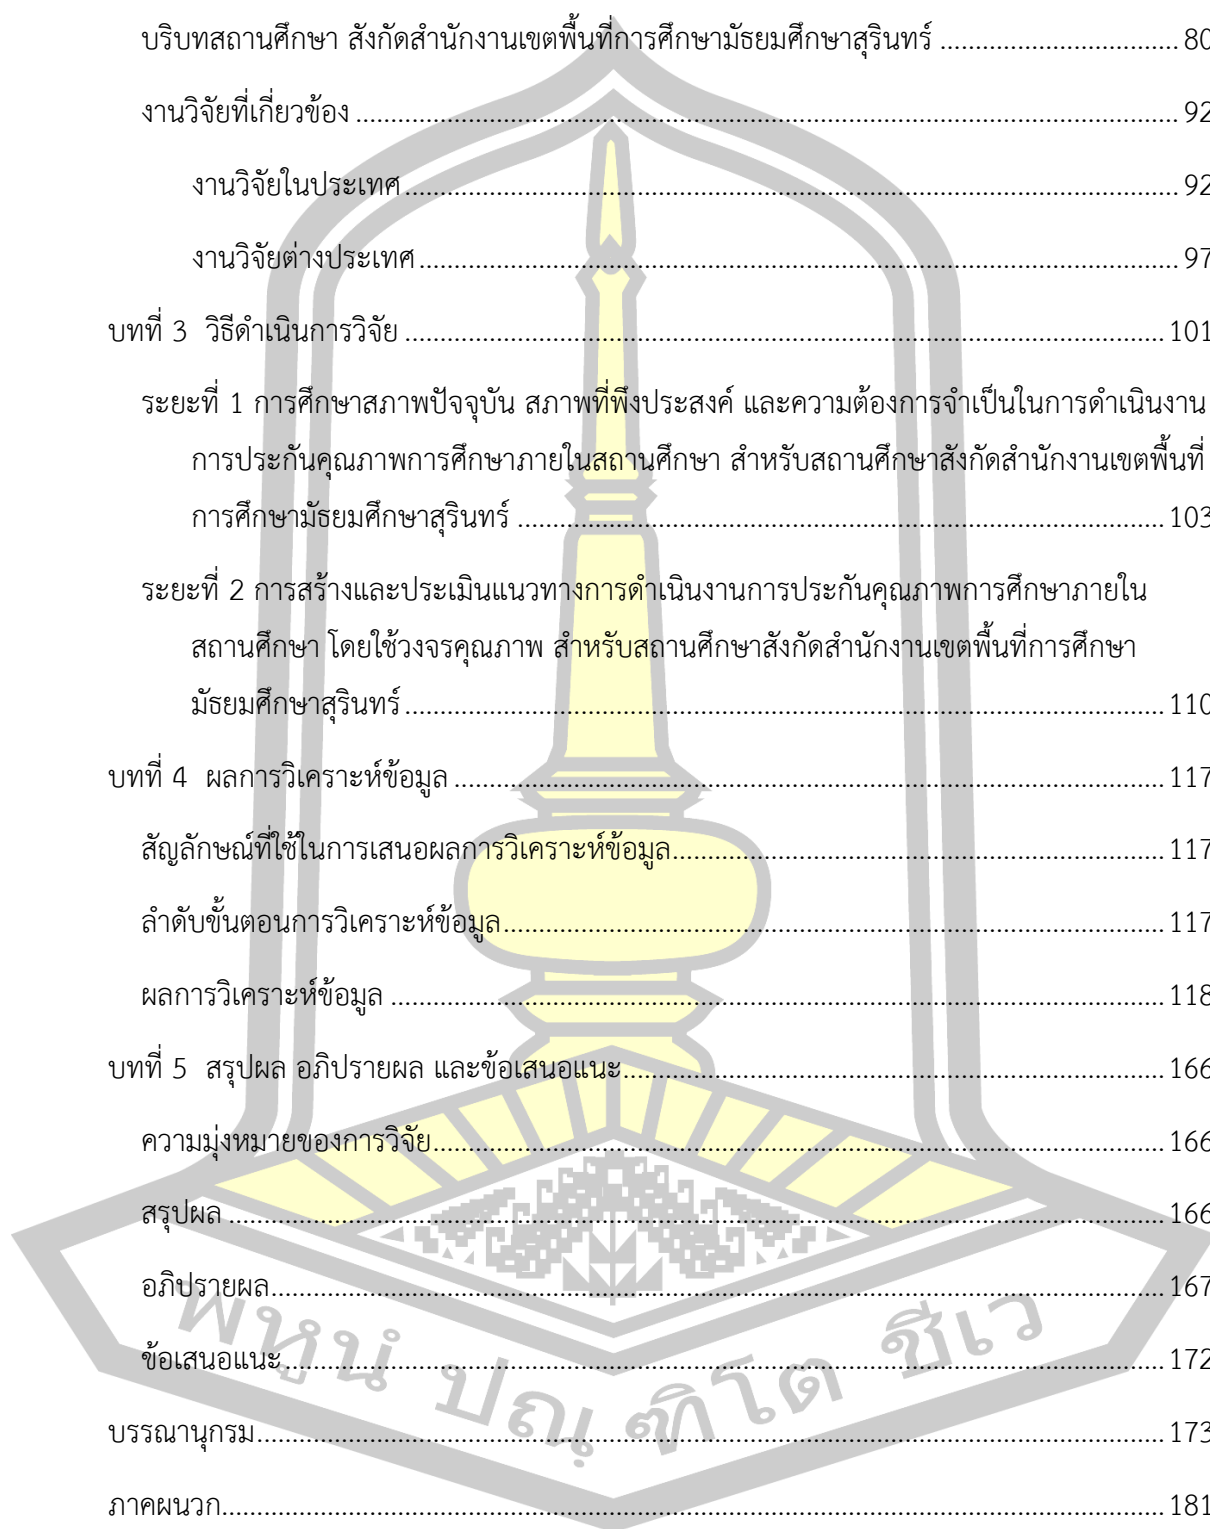 บริบทสถานศึกษา สังกัดสำนักงานเขตพื้นที่การศึกษามัธยมศึกษาสุรินทร์ .................................. 80
งานวิจัยที่เกี่ยวข้อง .................................. 92
งานวิจัยในประเทศ .................................. 92
งานวิจัยต่างประเทศ .................................. 97
บทที่ 3 วิธีดำเนินการวิจัย .................................. 101
ระยะที่ 1 การศึกษาสภาพปัจจุบัน สภาพที่พึงประสงค์ และความต้องการจำเป็นในการดำเนินงาน
การประกันคุณภาพการศึกษาภายในสถานศึกษา สำหรับสถานศึกษาสังกัดสำนักงานเขตพื้นที่
การศึกษามัธยมศึกษาสุรินทร์ .................................. 103
ระยะที่ 2 การสร้างและประเมินแนวทางการดำเนินงานการประกันคุณภาพการศึกษาภายใน
สถานศึกษา โดยใช้วงจรคุณภาพ สำหรับสถานศึกษาสังกัดสำนักงานเขตพื้นที่การศึกษา
มัธยมศึกษาสุรินทร์ .................................. 110
บทที่ 4 ผลการวิเคราะห์ข้อมูล .................................. 117
สัญลักษณ์ที่ใช้ในการเสนอผลการวิเคราะห์ข้อมูล .................................. 117
ลำดับขั้นตอนการวิเคราะห์ข้อมูล .................................. 117
ผลการวิเคราะห์ข้อมูล .................................. 118
บทที่ 5 สรุปผล อภิปรายผล และข้อเสนอแนะ .................................. 166
ความมุ่งหมายของการวิจัย .................................. 166
สรุปผล .................................. 166
อภิปรายผล .................................. 167
ข้อเสนอแนะ .................................. 172
บรรณานุกรม .................................. 173
ภาคผนวก .................................. 181
พหูนํ ปณฺฑิโต ชีเว